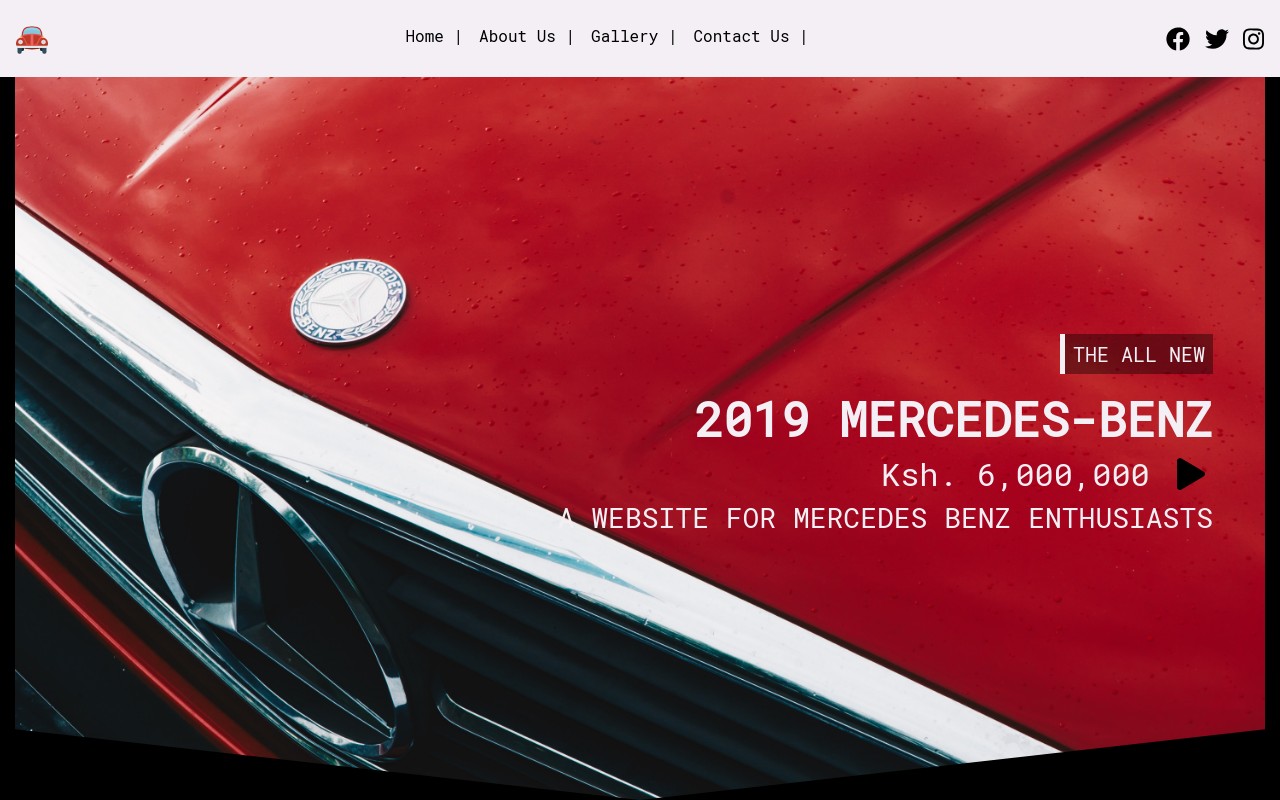 Home |
About Us |
Gallery |
Contact Us |
MERCEDES
BENZ
THE ALL NEW
2019 MERCEDES-BENZ
Ksh. 6,000,000
A WEBSITE FOR MERCEDES BENZ ENTHUSIASTS